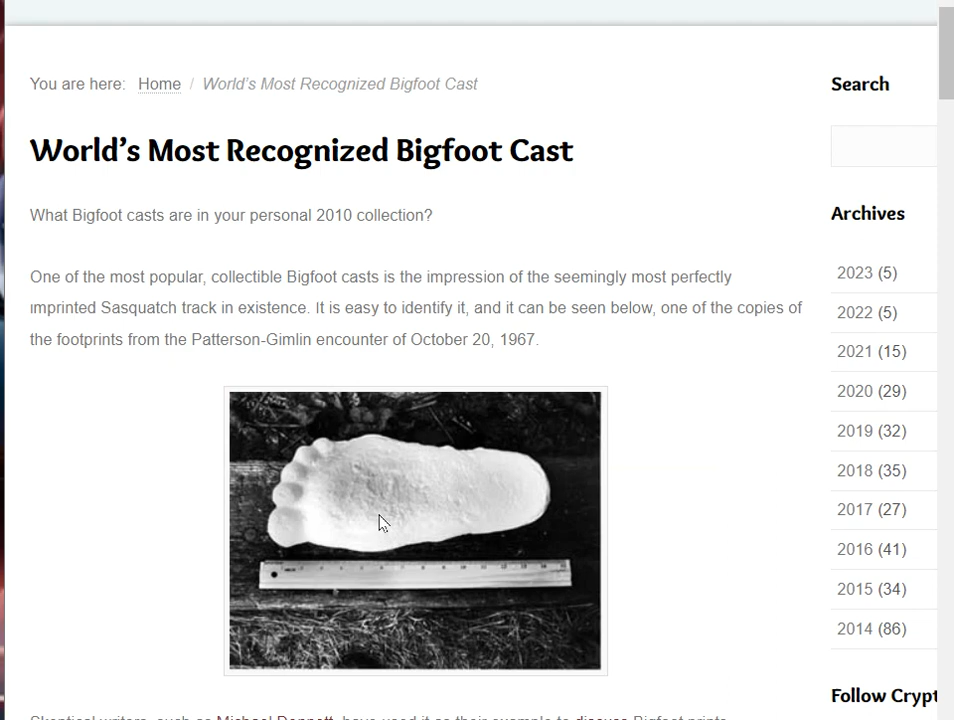 You are here: Home / World's Most Recognized Bigfoot Cast
Search
World's Most Recognized Bigfoot Cast
What Bigfoot casts are in your personal 2010 collection?
Archives
One of the most popular, collectible Bigfoot casts is the impression of the seemingly most perfectly
imprinted Sasquatch track in existence. It is easy to identify it, and it can be seen below, one of the copies of
the footprints from the Patterson-Gimlin encounter of October 20, 1967.
2023 (5)
2022 (5)
2021 (15)
2020 (29)
2019 (32)
2018 (35)
2017 (27)
2016 (41)
2015 (34)
2014 (86)
Follow Crypt
Skeptical writers, such as Michael Dennett, have used it as their example to discuss Bigfoot prints